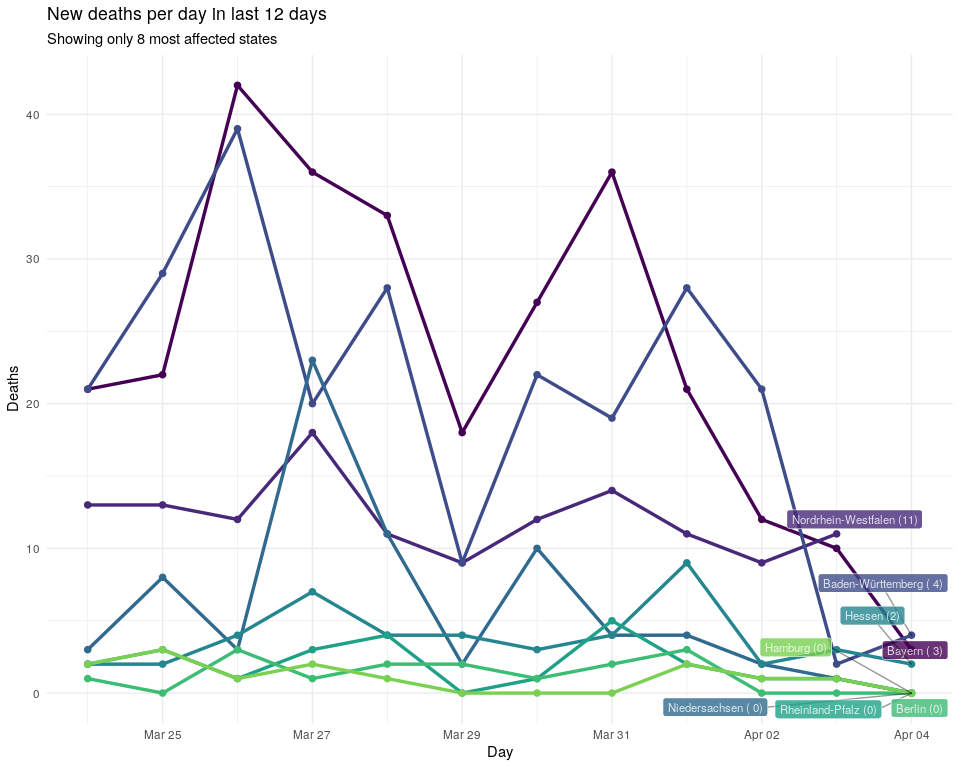 New deaths per day in last 12 days
Showing only 8 most affected states
Deaths
40
30
20
10
0
Nordrhein-Westfalen (11)
Baden-Württemberg ( 4)
Hessen (2)
Hamburg (0)
Bayern ( 3)
Niedersachsen ( 0)
Rheinland-Pfalz (0)
Berlin (0)
Mar 25
Mar 27
Mar 29
Mar 31
Apr 02
Apr 04
Day